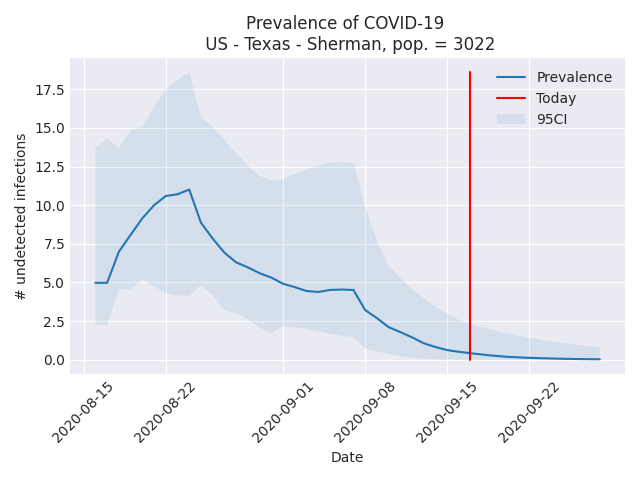 Prevalence of COVID-19
US - Texas - Sherman, pop. = 3022
Prevalence
Today
95CI
# undetected infections
17.5
15.0
12.5
10.0
7.5
5.0
2.5
0.0
2020-08-15
2020-08-22
2020-09-01
2020-09-08
2020-09-15
2020-09-22
Date